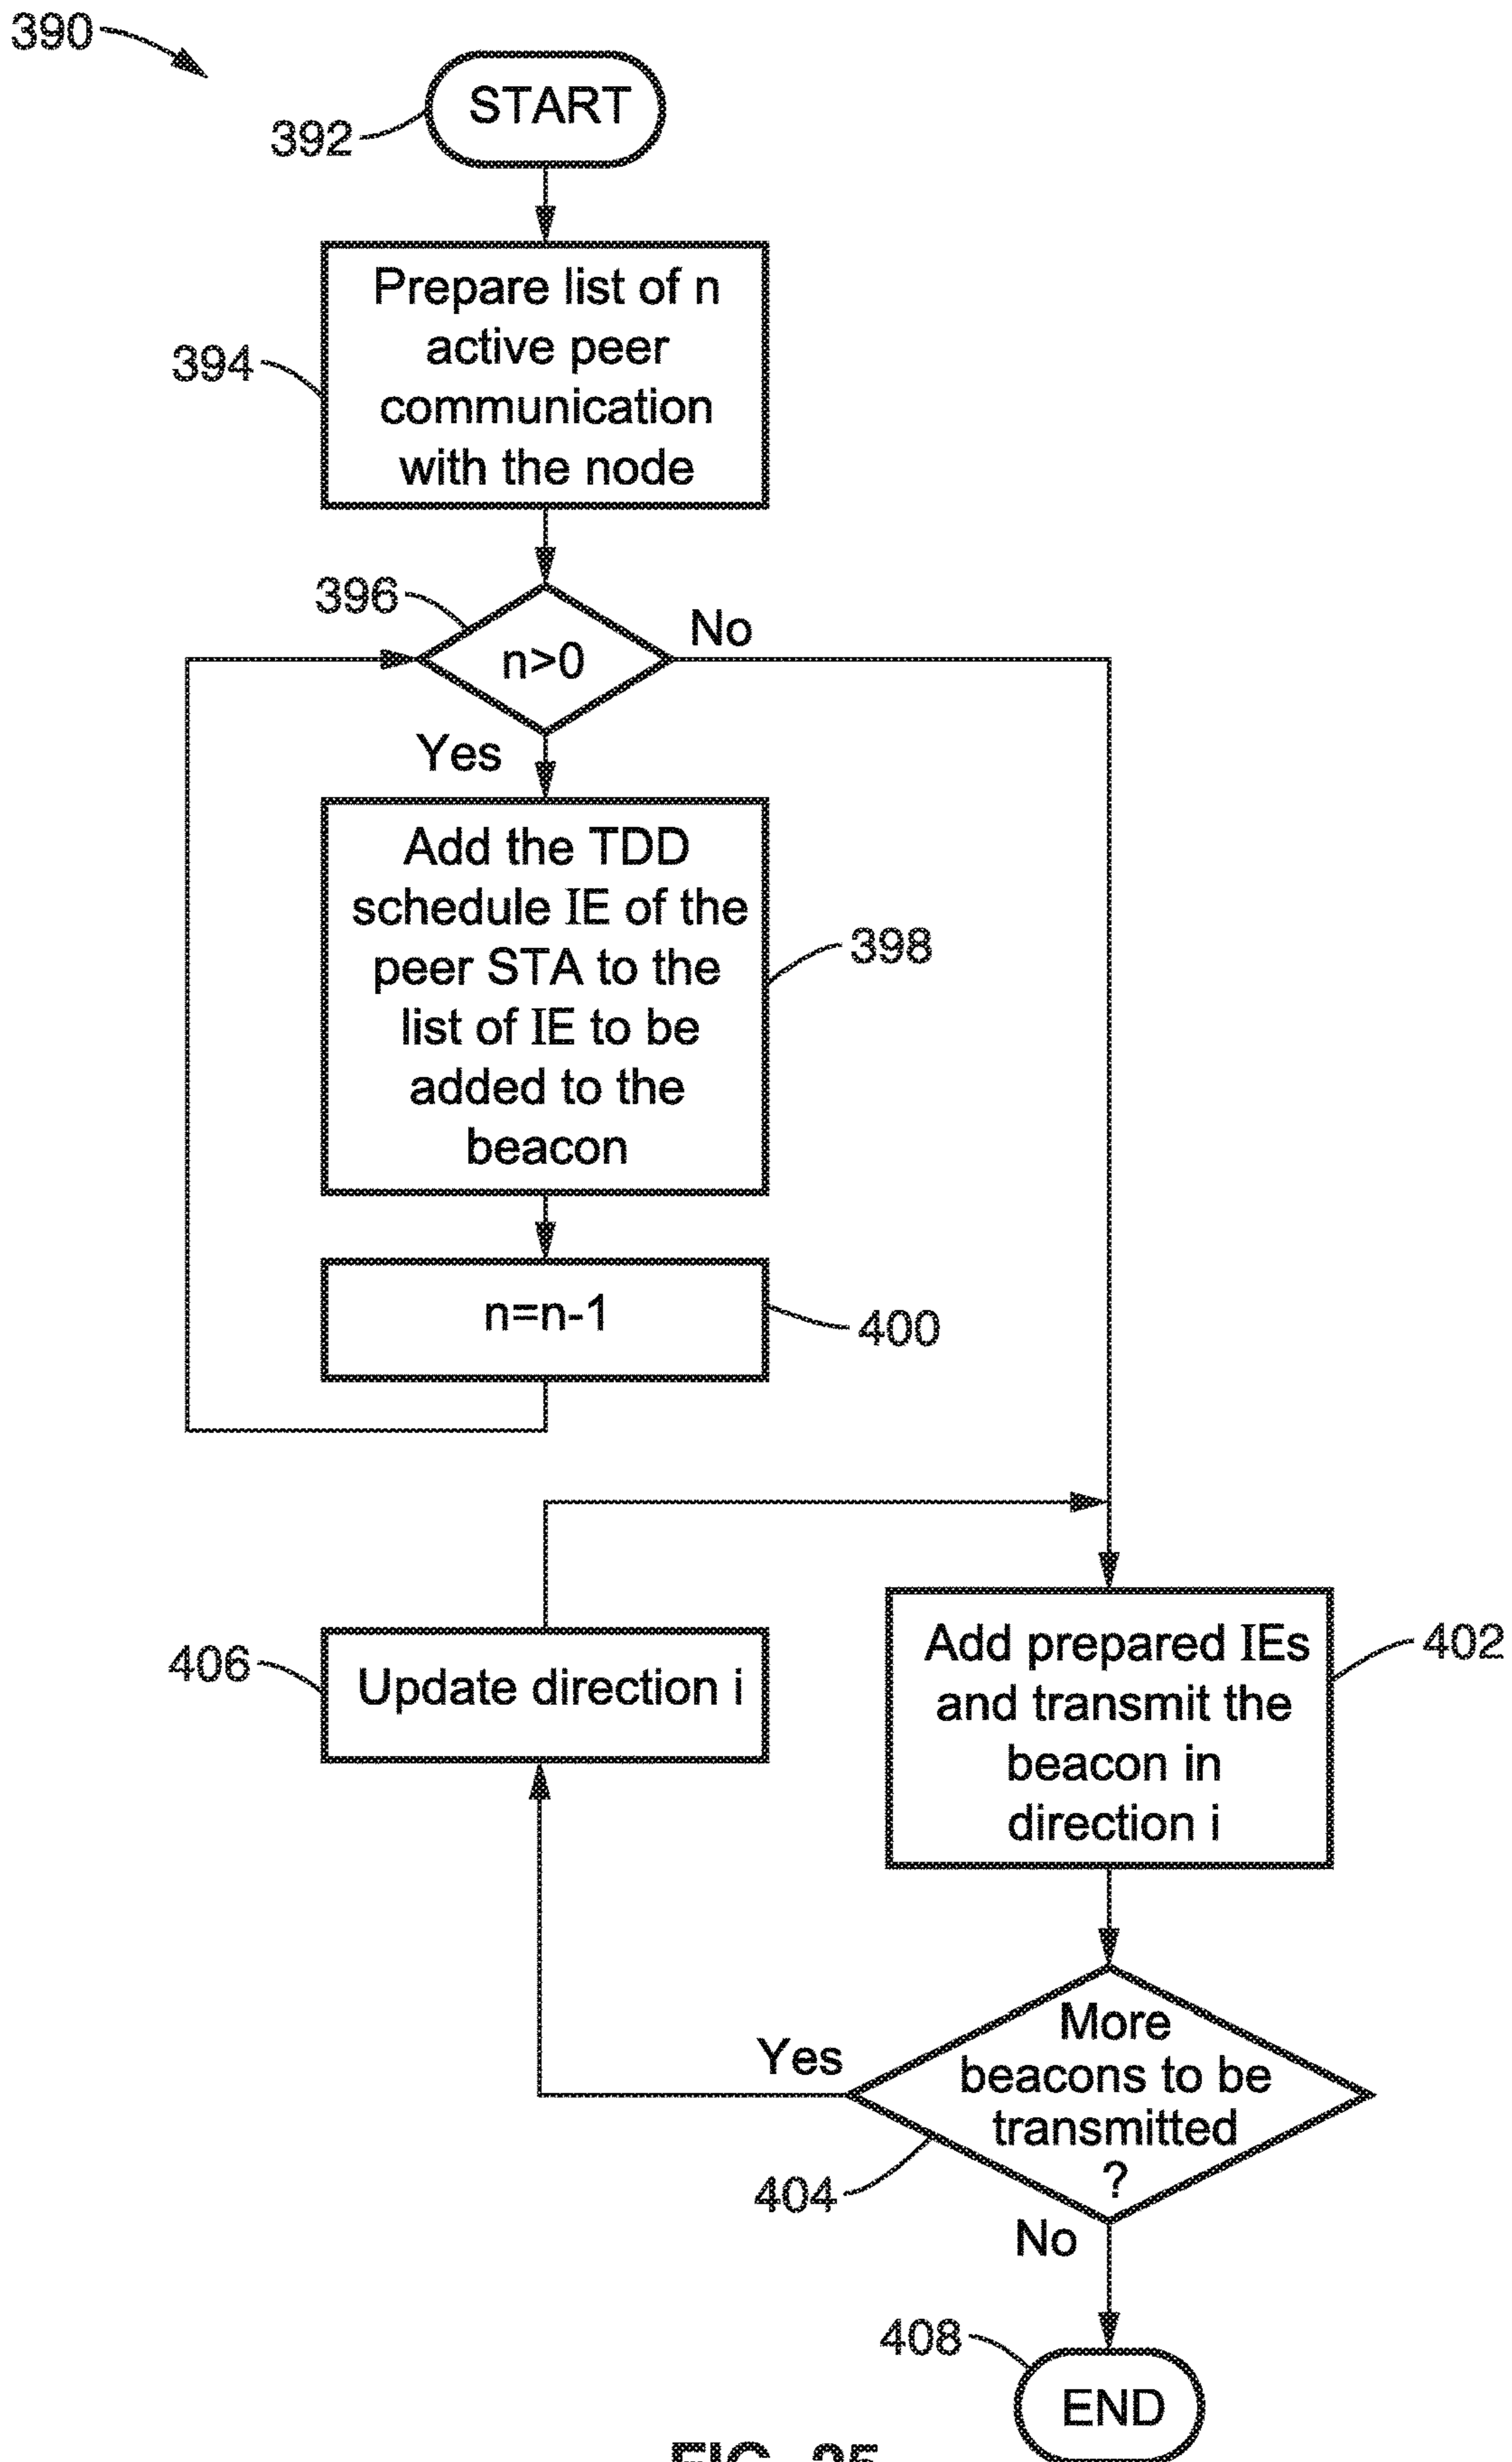 390
START
392
Prepare list of n
active peer
communication
with the node
394
396
n>0
No
Yes
Add the TDD
schedule IE of the
peer STA to the
list of IE to be
added to the
beacon
398
n=n-1
400
406
Update direction i
Add prepared IEs
and transmit the
beacon in
direction i
402
More
beacons to be
transmitted
?
Yes
404
No
408
END